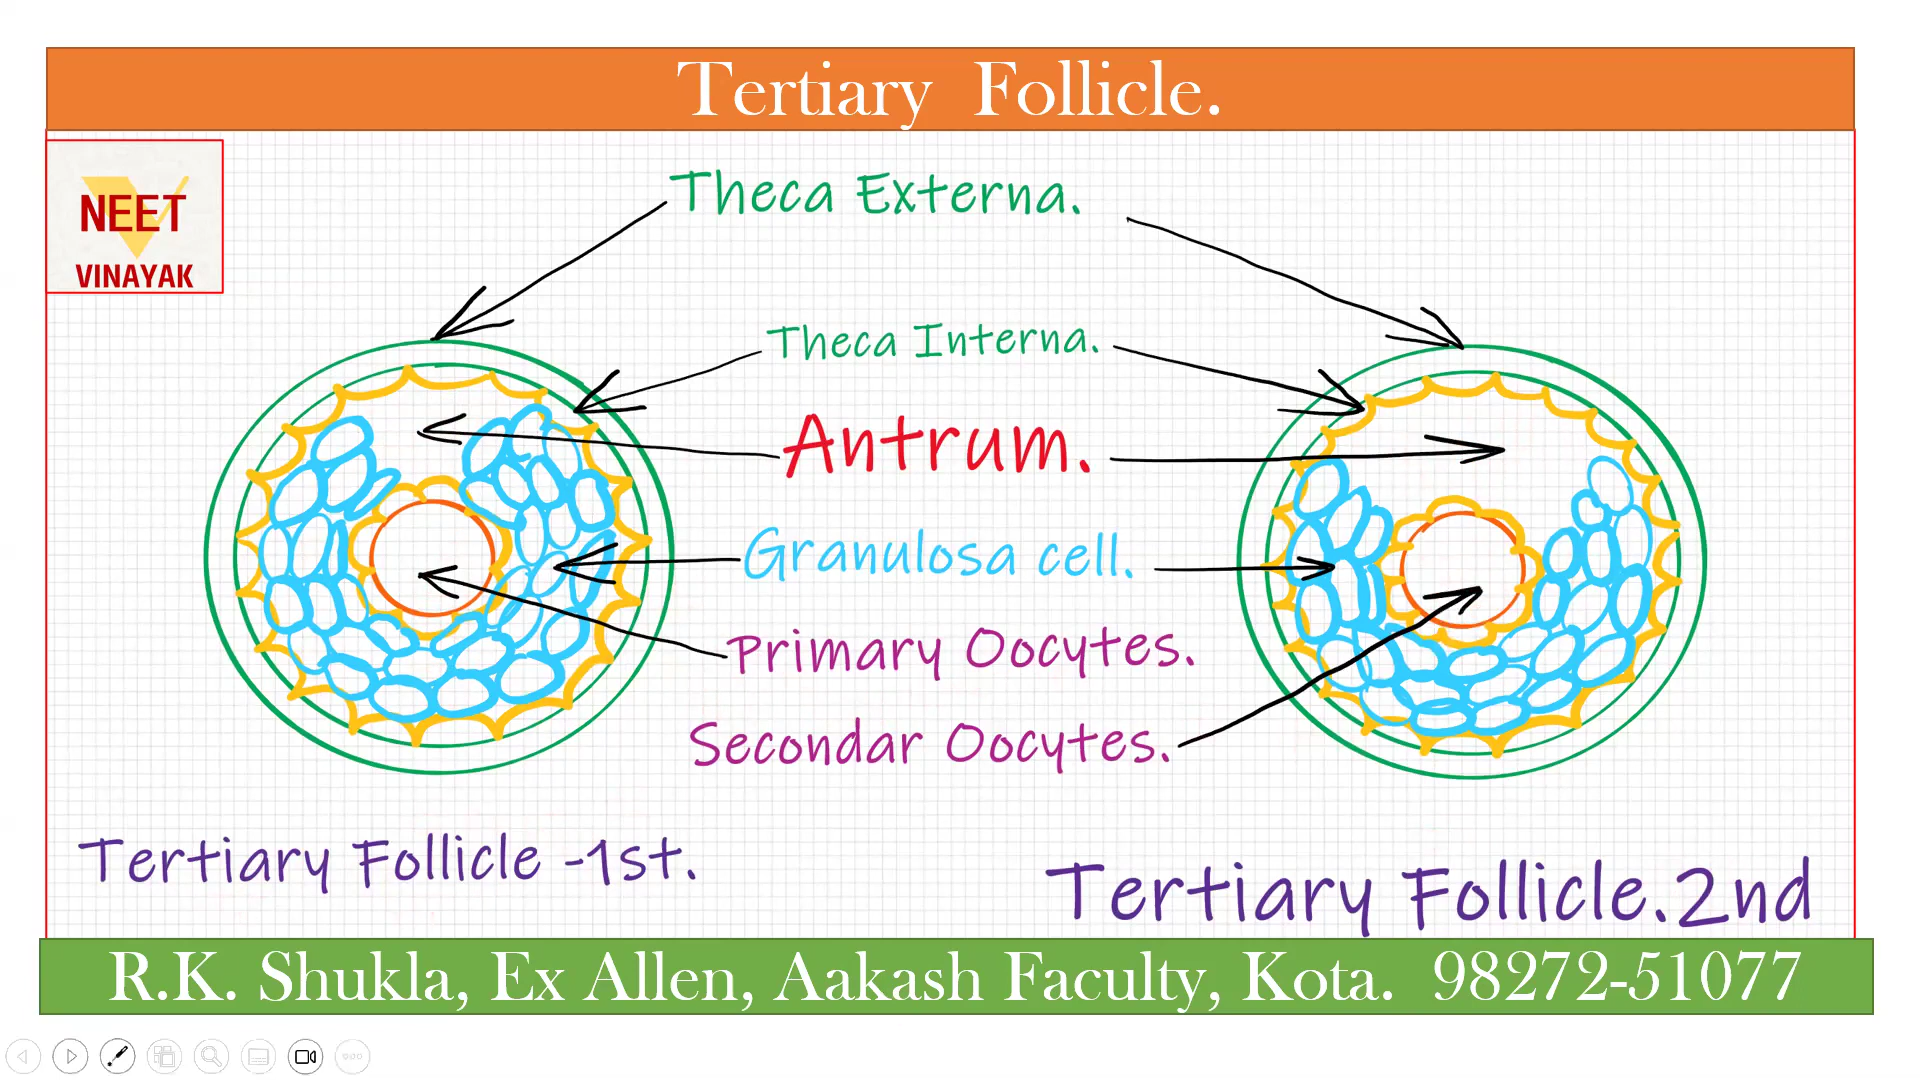 Tertiary Follicle.
NEET
VINAYAK
Theca Externa.
Theca Interna.
Antrum.
Granulosa cell.
Primary Oocytes.
Secondar Oocytes.
Tertiary Follicle -1st.
Tertiary Follicle.2nd
R.K. Shukla, Ex Allen, Aakash Faculty, Kota. 98272-51077